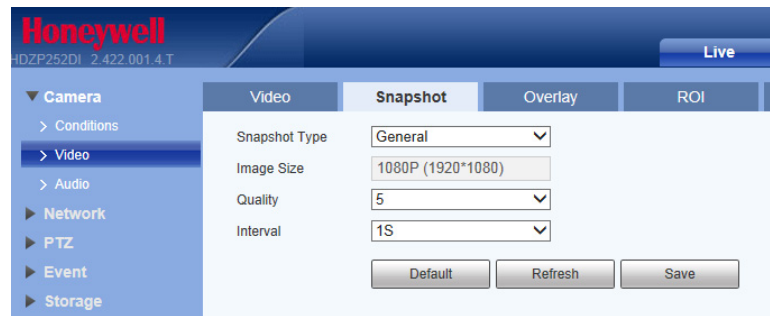 Honeywell
HDZP252DI 2.422.001.4.T
Live
Camera
> Conditions
> Video
> Audio
Network
PTZ
Event
Storage
Video Snapshot Overlay ROI
Snapshot Type General
Image Size 1080P (1920*1080)
Quality 5
Interval 1S
Default Refresh Save